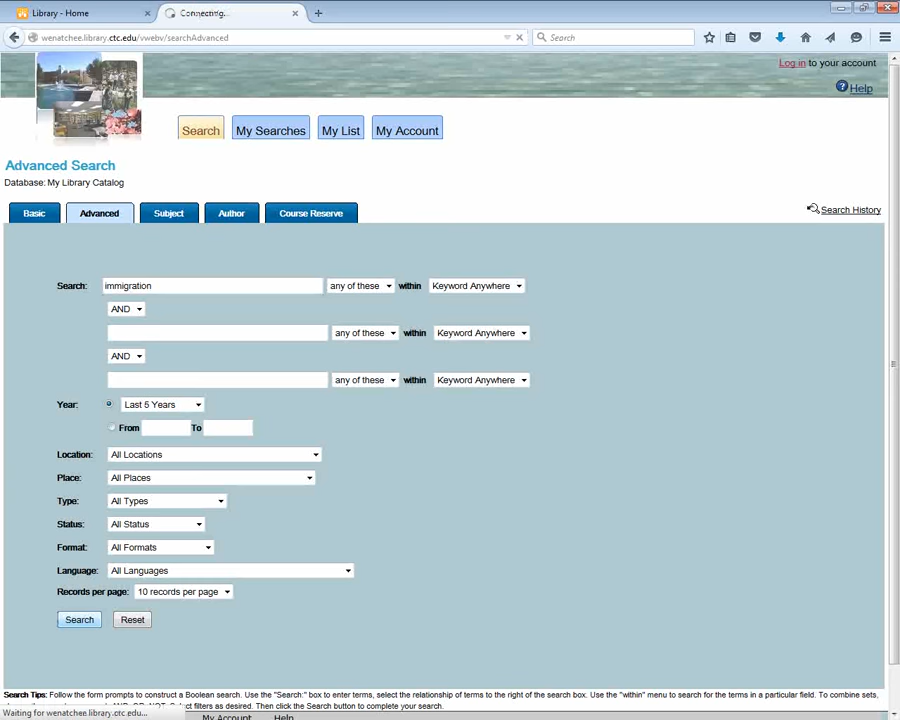 Library - Home × Connecting... × +
wenatchee.library.ctc.edu/vwebv/searchAdvanced Search
Log in to your account
? Help
Search My Searches My List My Account
Advanced Search
Database: My Library Catalog
Basic Advanced Subject Author Course Reserve Search History
Search: immigration any of these within Keyword Anywhere
AND
any of these within Keyword Anywhere
AND
any of these within Keyword Anywhere
Year: Last 5 Years
From To
Location: All Locations
Place: All Places
Type: All Types
Status: All Status
Format: All Formats
Language: All Languages
Records per page: 10 records per page
Search Reset
Search Tips: Follow the form prompts to construct a Boolean search. Use the "Search:" box to enter terms, select the relationship of terms to the right of the search box. Use the "within" menu to search for the terms in a particular field. To combine sets,
Select filters as desired. Then click the Search button to complete your search.
Waiting for wenatchee.library.ctc.edu... My Account Help